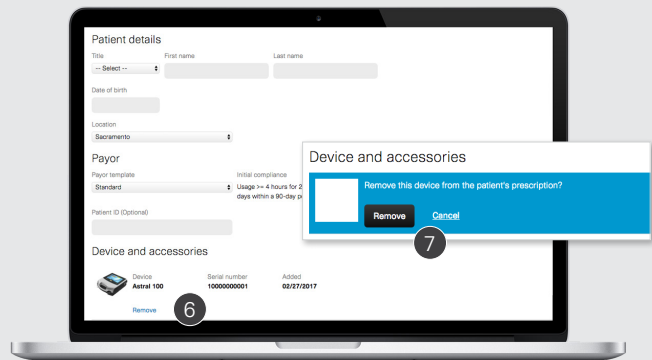 Patient details
Title First name Last name
-- Select --
Date of birth
Location
Sacramento
Payor
Payor template Initial compliance
Standard Usage >= 4 hours for 2
days within a 90-day
Patient ID (Optional)
Device and accessories
Device Serial number Added
Astral 100 10000000001 02/27/2017
Remove 6
Device and accessories
Remove this device from the patient's prescription?
Remove Cancel
7